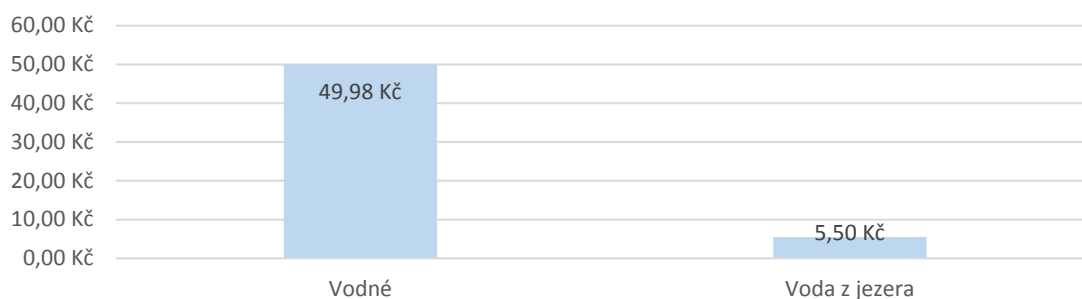 60,00 Kč
50,00 Kč
40,00 Kč
30,00 Kč
20,00 Kč
10,00 Kč
0,00 Kč
49,98 Kč
5,50 Kč
Vodné
Voda z jezera